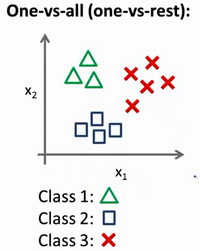 One-vs-all (one-vs-rest):
x₂
x₁
Class 1:
Class 2:
Class 3: